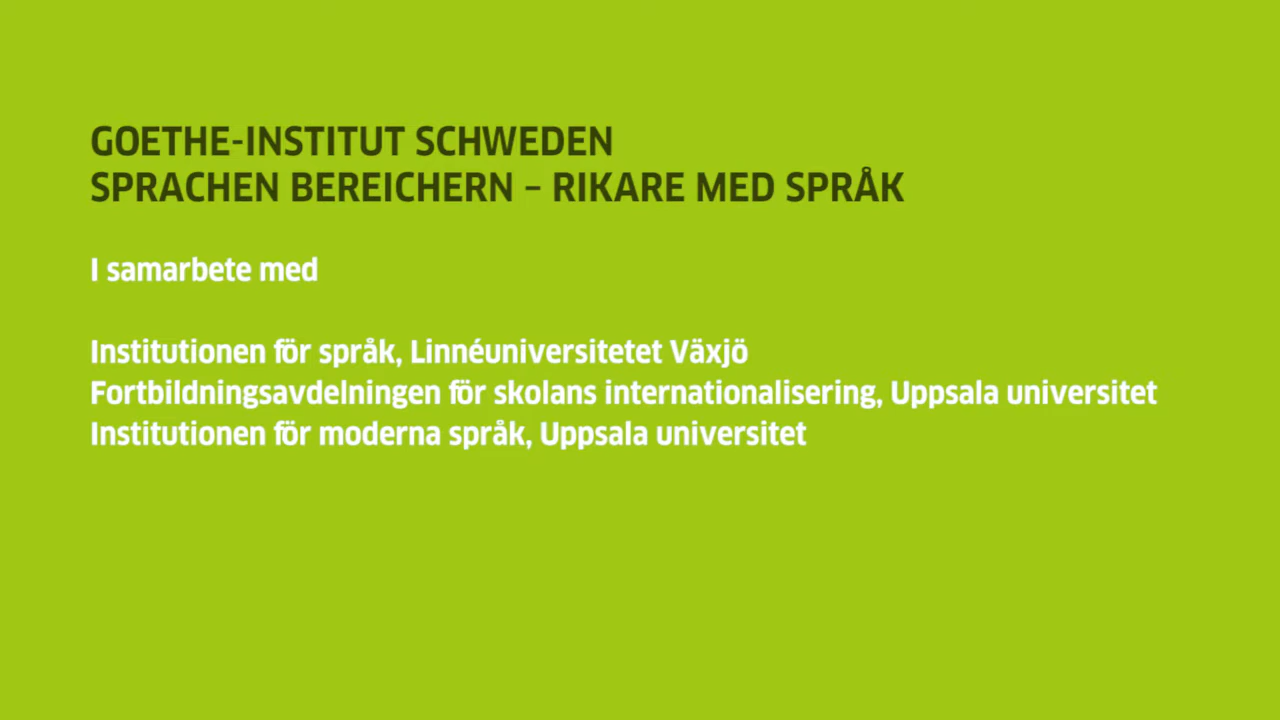 GOETHE-INSTITUT SCHWEDEN
SPRACHEN BEREICHERN – RIKARE MED SPRÅK
I samarbete med
Institutionen för språk, Linnéuniversitetet Växjö
Fortbildningsavdelningen för skolans internationalisering, Uppsala universitet
Institutionen för moderna språk, Uppsala universitet